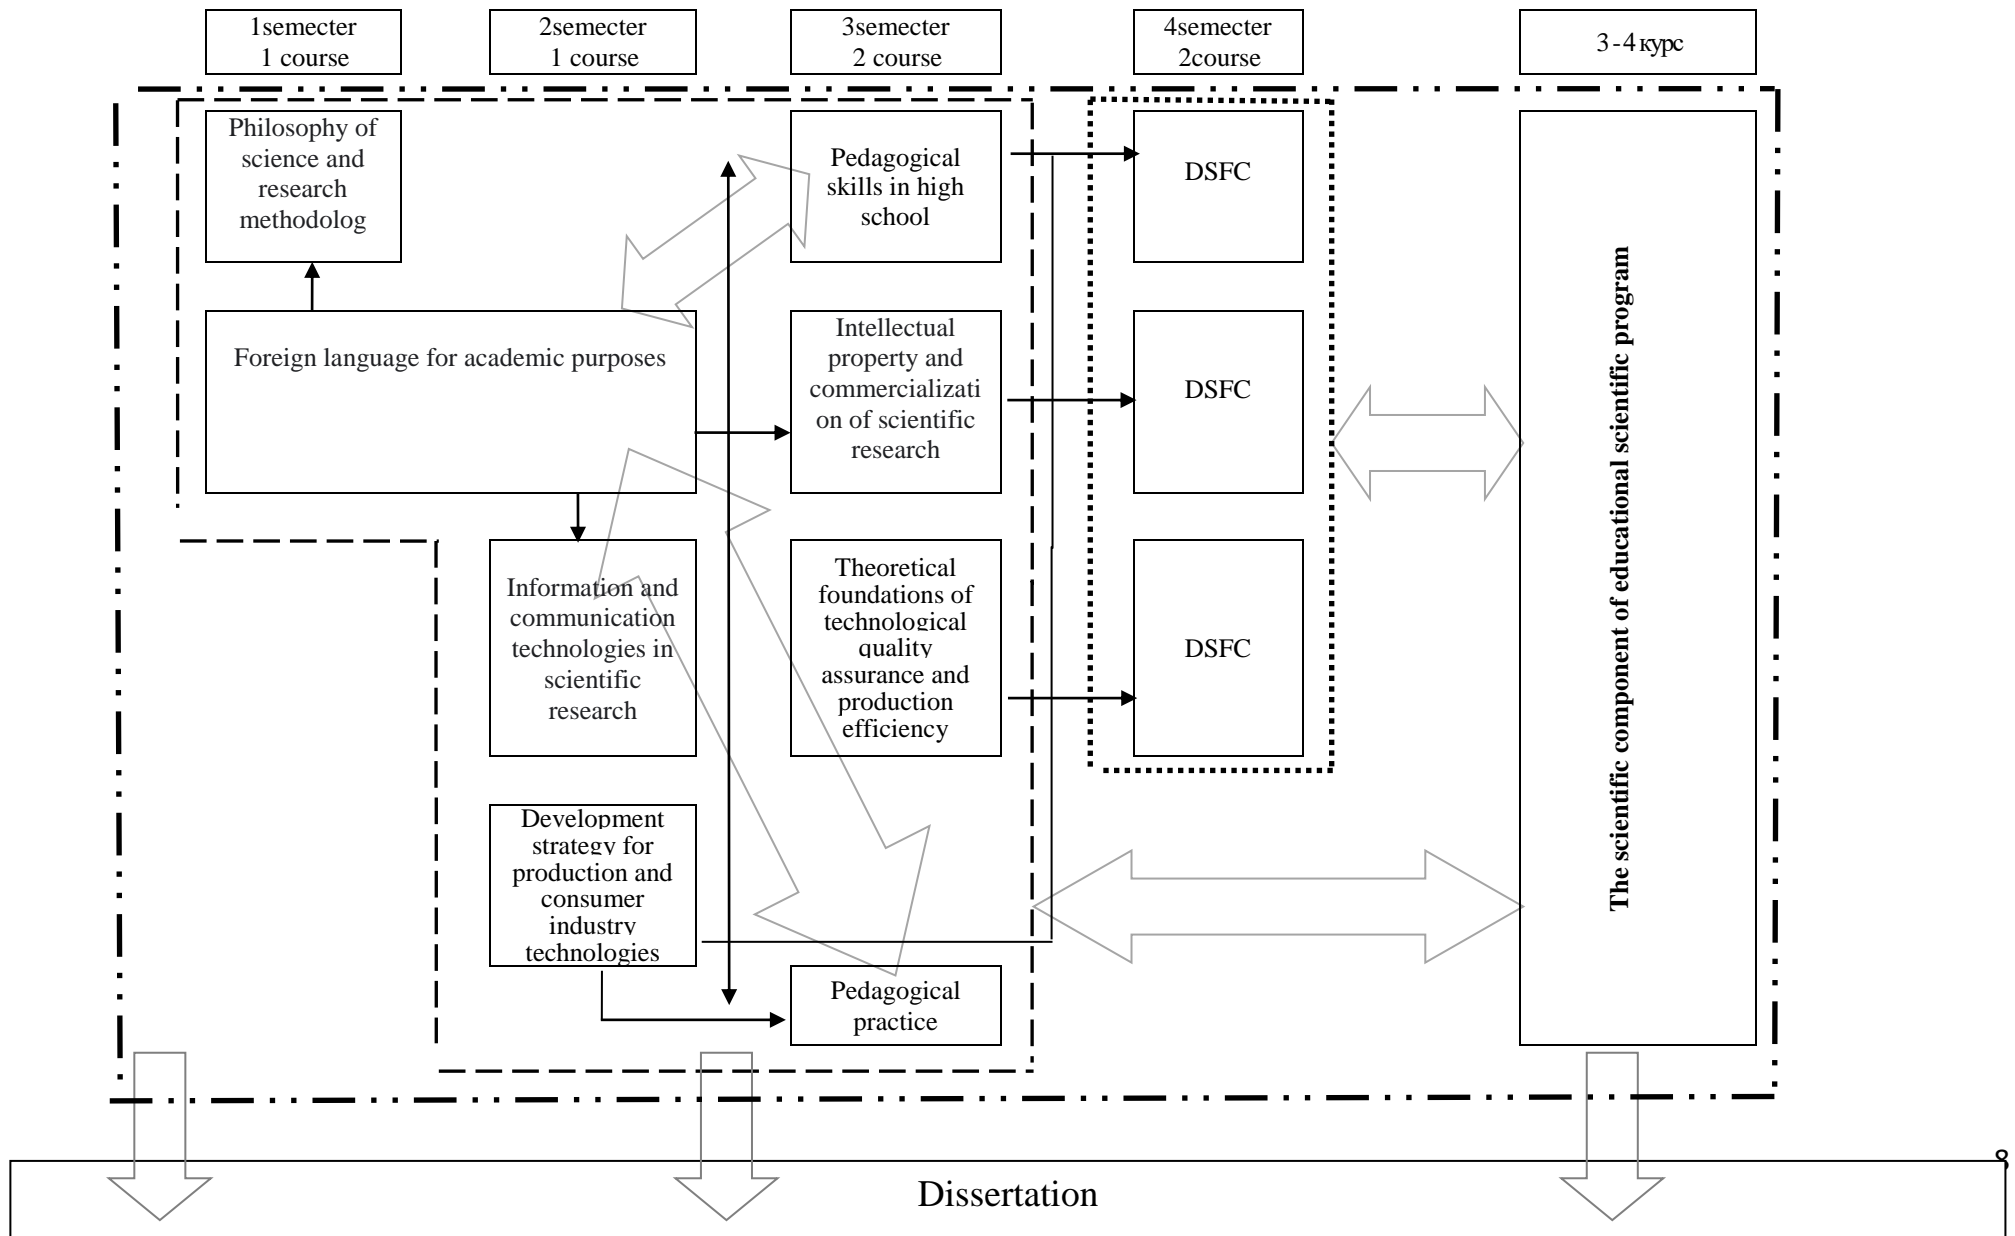 1semecter
1 course
2semecter
1 course
3semecter
2 course
4semecter
2course
3-4 курс
Philosophy of
science and
research
methodolog
Pedagogical
skills in high
school
DSFC
Foreign language for academic purposes
Intellectual
property and
commercializati
on of scientific
research
DSFC
Information and
communication
technologies in
scientific
research
Theoretical
foundations of
technological
quality
assurance and
production
efficiency
DSFC
Development
strategy for
production and
consumer
industry
technologies
Pedagogical
practice
The scientific component of educational scientific program
8
Dissertation